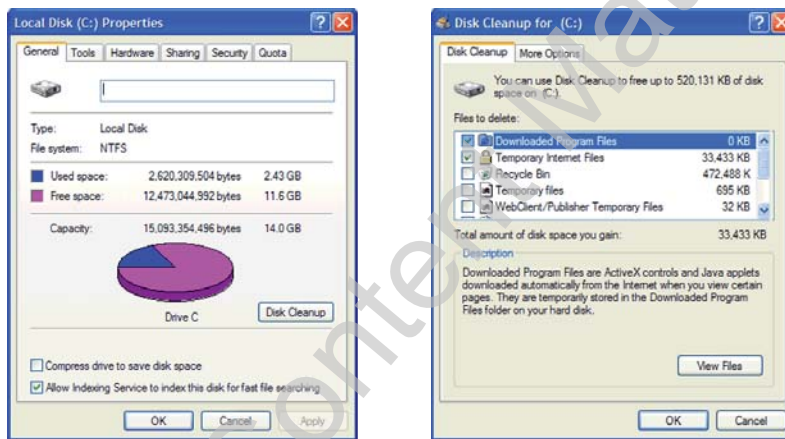 Local Disk (C:) Properties
General Tools Hardware Sharing Security Quota
Type: Local Disk
File system: NTFS
Used space: 2,620,309,504 bytes 2.43 GB
Free space: 12,473,044,992 bytes 11.6 GB
Capacity: 15,093,354,496 bytes 14.0 GB
Drive C
Disk Cleanup
Compress drive to save disk space
Allow Indexing Service to index this disk for fast file searching
OK Cancel Apply
Disk Cleanup for (C:)
Disk Cleanup More Options
You can use Disk Cleanup to free up to 520,131 KB of disk
space on (C:).
Files to delete:
Downloaded Program Files 0 KB
Temporary Internet Files 33,433 KB
Recycle Bin 472,488 K
Temporary files 695 KB
WebClient/Publisher Temporary Files 32 KB
Total amount of disk space you gain: 33,433 KB
Description
Downloaded Program Files are ActiveX controls and Java applets
downloaded automatically from the Internet when you view certain
pages. They are temporarily stored in the Downloaded Program
Files folder on your hard disk.
View Files
OK Cancel